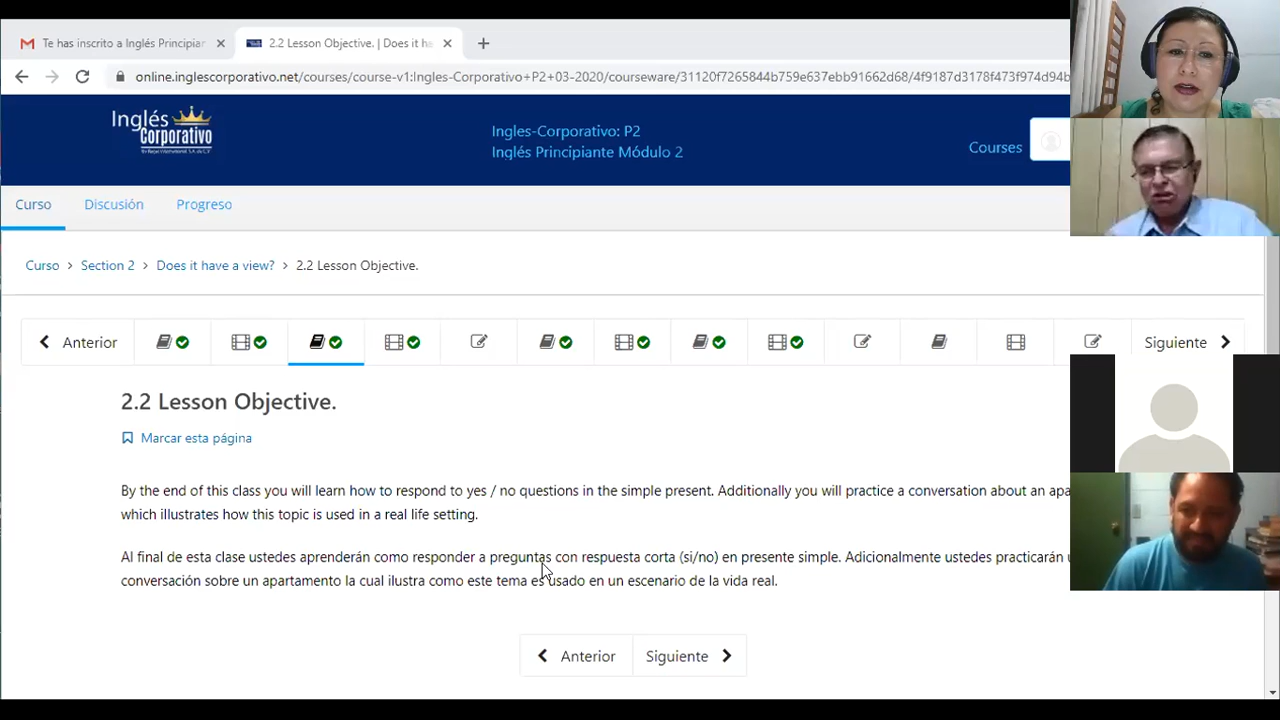 Te has inscrito a Inglés Principian
2.2 Lesson Objective. | Does it ha
online.inglescorporativo.net/courses/course-v1:Ingles-Corporativo+P2+03-2020/courseware/31120f7265844b759e637ebb91662d68/4f9187d3178f473f974d94b
Inglés
Corporativo
Ingles-Corporativo: P2
Inglés Principiante Módulo 2
Courses
Curso
Discusión
Progreso
Curso > Section 2 > Does it have a view? > 2.2 Lesson Objective.
Anterior
Siguiente
2.2 Lesson Objective.
Marcar esta página
By the end of this class you will learn how to respond to yes / no questions in the simple present. Additionally you will practice a conversation about an apa
which illustrates how this topic is used in a real life setting.
Al final de esta clase ustedes aprenderán como responder a preguntas con respuesta corta (si/no) en presente simple. Adicionalmente ustedes practicarán u
conversación sobre un apartamento la cual ilustra como este tema es usado en un escenario de la vida real.
Anterior
Siguiente